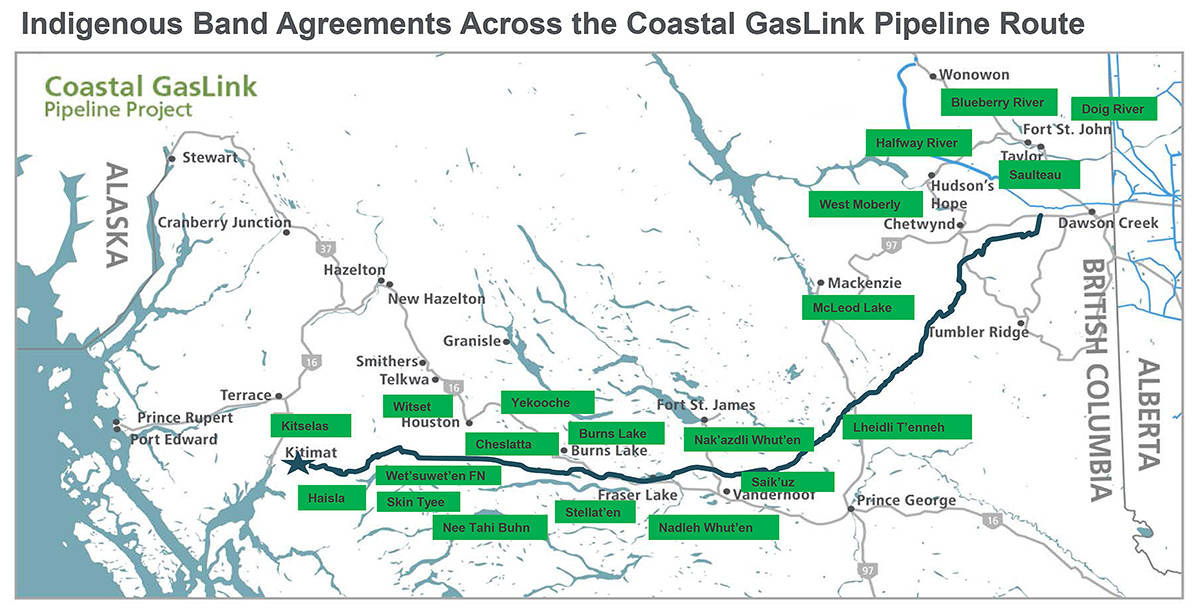 Indigenous Band Agreements Across the Coastal GasLink Pipeline Route
Coastal GasLink
Pipeline Project
Wonowon
Blueberry River
Doig River
Fort St. John
Halfway River
Taylor
Stewart
Saulteau
ALASKA
Hudson's
Hope
West Moberly
Cranberry Junction
Chetwynd
Dawson Creek
37
97
Hazelton
Mackenzie
New Hazelton
McLeod Lake
BRITISH COLUMBIA
Tumbler Ridge
Granisle
Smithers
16
Telkwa
16
ALBERTA
Terrace
Witset
Yekooche
Fort St. James
Prince Rupert
Houston
Kitselas
Burns Lake
Lheidli T'enneh
Port Edward
Cheslatta
Nak'azdli Whut'en
Kitimat
Burns Lake
Wet'suwet'en FN
Saik'uz
Haisla
Skin Tyee
Fraser Lake
Vanderhoof
Prince George
Stellat'en
Nee Tahi Buhn
Nadleh Whut'en
16
97